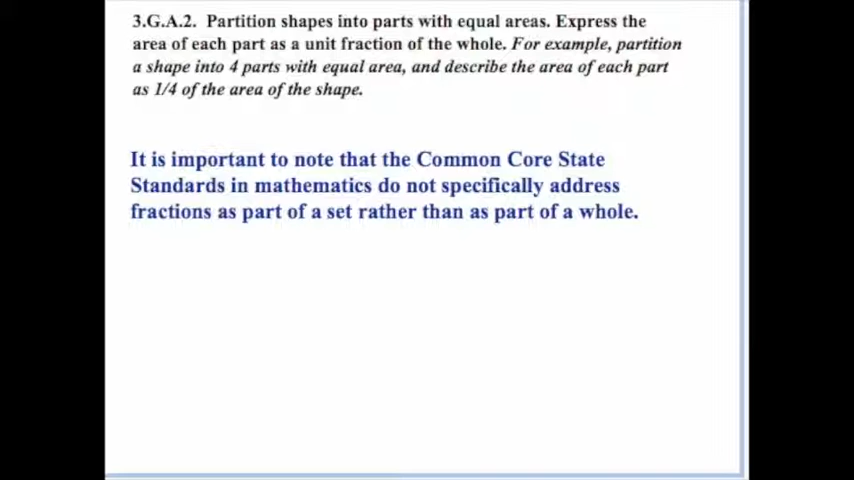 3.G.A.2. Partition shapes into parts with equal areas. Express the
area of each part as a unit fraction of the whole. For example, partition
a shape into 4 parts with equal area, and describe the area of each part
as 1/4 of the area of the shape.
It is important to note that the Common Core State
Standards in mathematics do not specifically address
fractions as part of a set rather than as part of a whole.